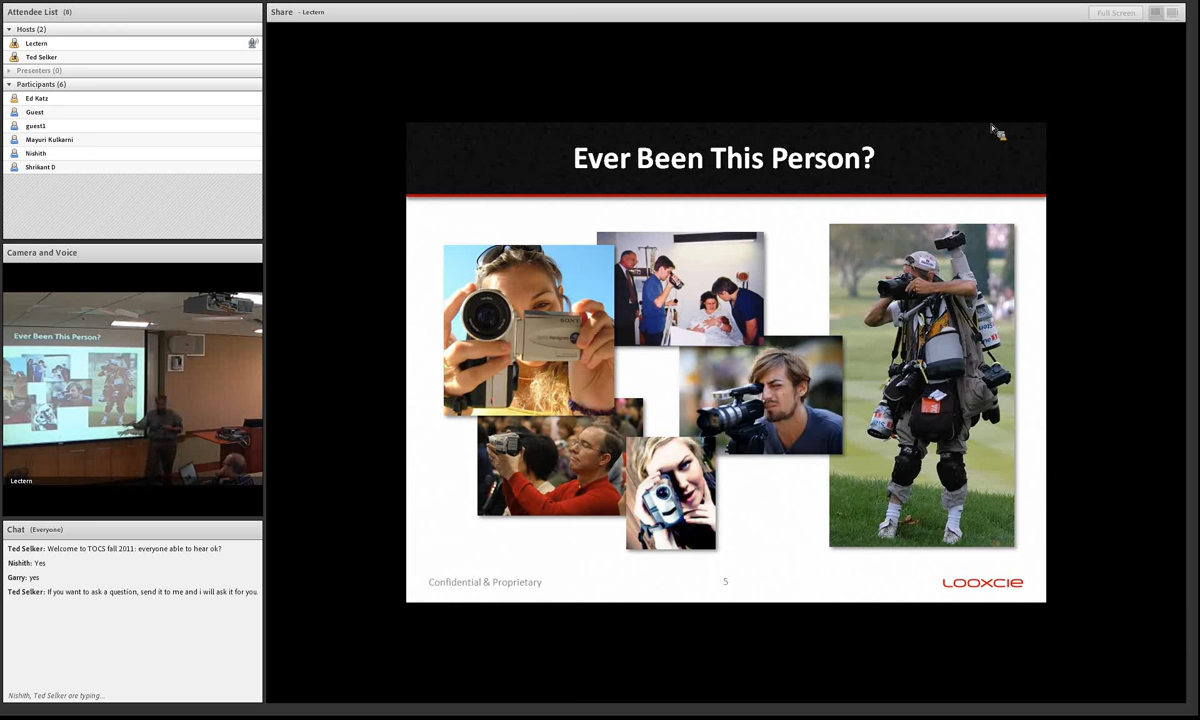 Attendee List (8)
Hosts (2)
Lectern
Ted Selker
Presenters (0)
Participants (6)
Ed Katz
Guest
guest1
Mayuri Kulkarni
Nishith
Shrikant D
Camera and Voice
Ever Been This Person?
Lectern
Chat (Everyone)
Ted Selker: Welcome to TOCS fall 2011: everyone able to hear ok?
Nishith: Yes
Garry: yes
Ted Selker: If you want to ask a question, send it to me and i will ask it for you.
Nishith, Ted Selker are typing...
Share - Lectern
Full Screen
Ever Been This Person?
SONY
Confidential & Proprietary
5
LOOXCIE